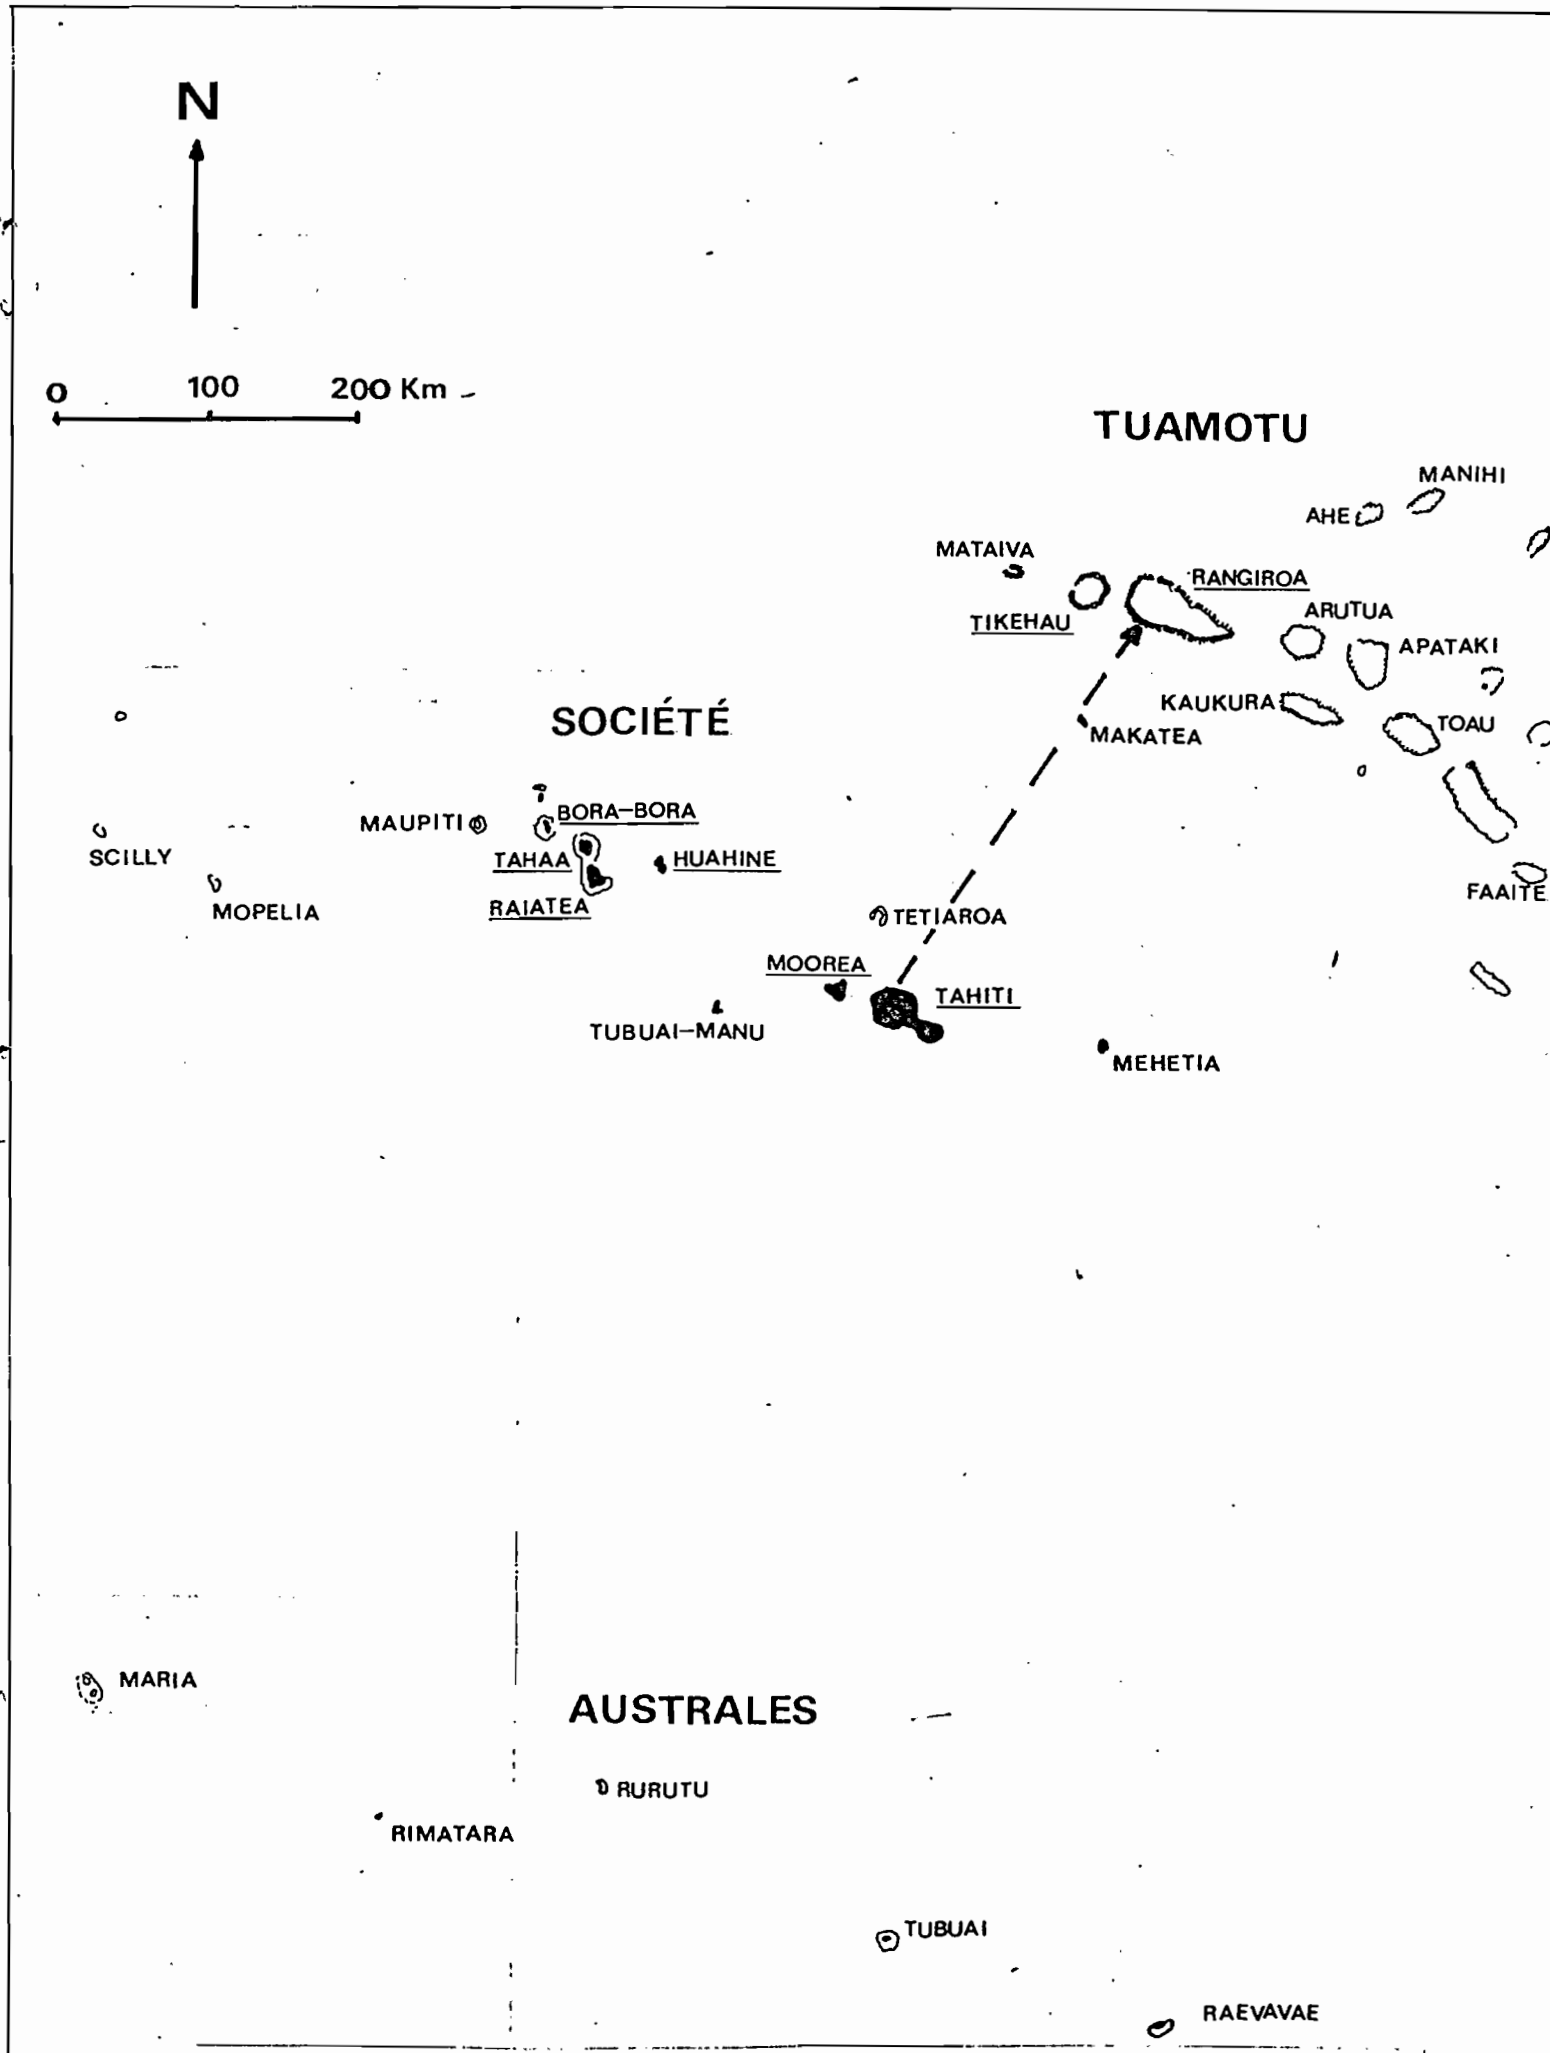 N
0 100 200 Km
TUAMOTU
MANIHI
AHE
MATAIVA
RANGIROA
TIKEHAU
ARUTUA
APATAKI
KAUKURA
TOAU
MAKATEA
SOCIÉTÉ
BORA-BORA
MAUPITI
SCILLY
TAHAA
HUAHINE
FAAITE
RAIATEA
MOPELIA
TETIAROA
MOOREA
TAHITI
TUBUAI-MANU
MEHETIA
MARIA
AUSTRALES
RURUTU
RIMATARA
TUBUAI
RAEVAVAE